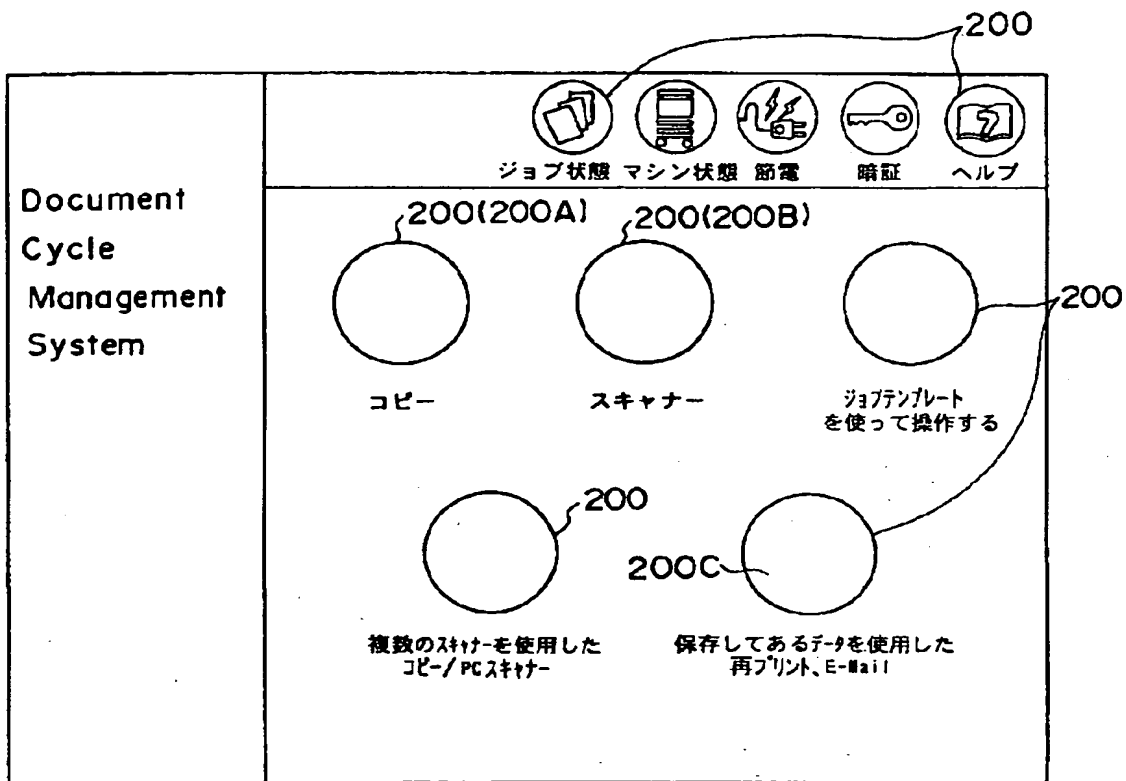 200
ジョブ状態 マシン状態 節電 暗証 ヘルプ
Document
Cycle
Management
System
200(200A)
200(200B)
200
コピー
スキャナー
ジョブテンプレート
を使って操作する
200
200C
複数のスキャナーを使用した
コピー/PCスキャナー
保存してあるデータを使用した
再プリント、E-Mail